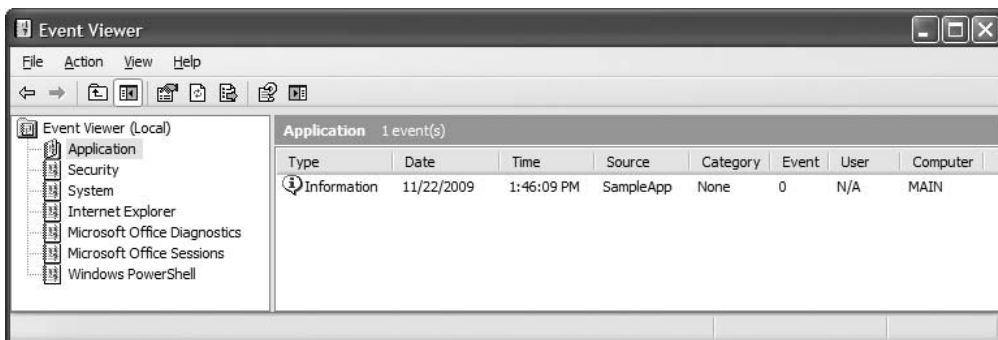 Event Viewer
File Action View Help
Event Viewer (Local)
Application
Security
System
Internet Explorer
Microsoft Office Diagnostics
Microsoft Office Sessions
Windows PowerShell
Application 1 event(s)
Type Date Time Source Category Event User Computer
Information 11/22/2009 1:46:09 PM SampleApp None 0 N/A MAIN